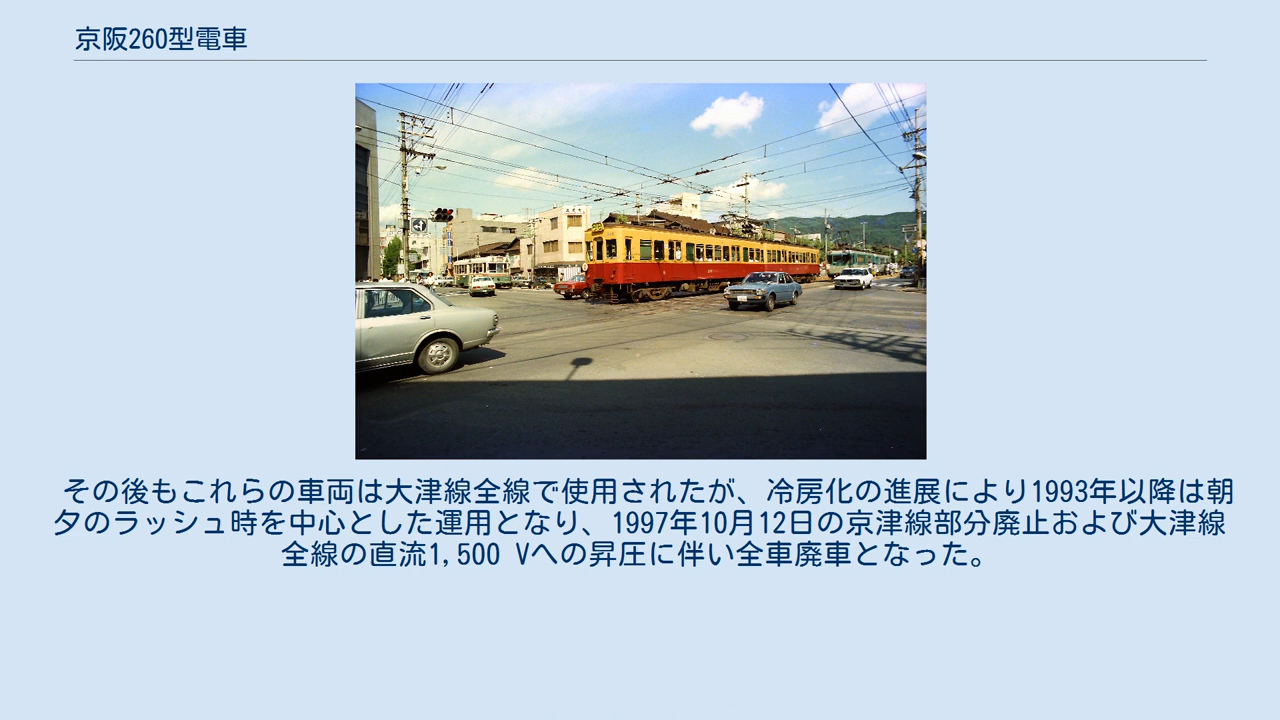 京阪260型電車
その後もこれらの車両は大津線全線で使用されたが、冷房化の進展により1993年以降は朝
夕のラッシュ時を中心とした運用となり、1997年10月12日の京津線部分廃止および大津線
全線の直流1,500 Vへの昇圧に伴い全車廃車となった。